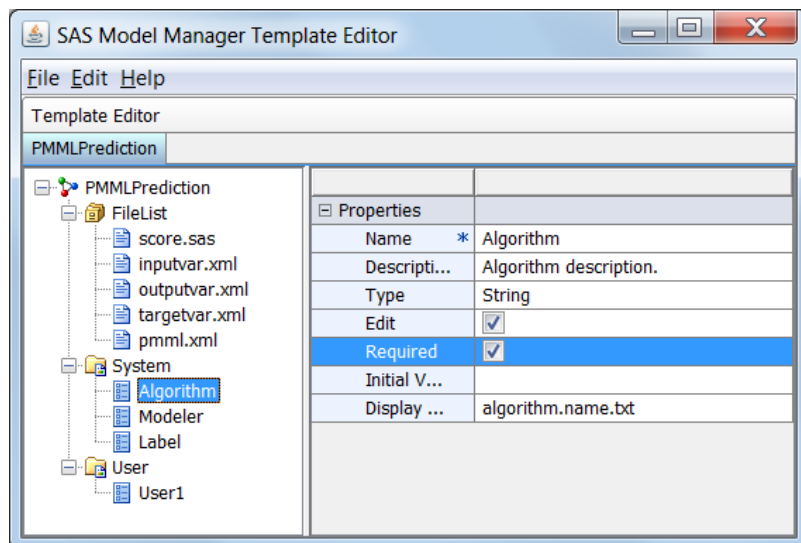 SAS Model Manager Template Editor
File Edit Help
Template Editor
PMMLPrediction
PMMLPrediction
FileList
score.sas
inputvar.xml
outputvar.xml
targetvar.xml
pmml.xml
System
Algorithm
Modeler
Label
User
User1
Properties
Name * Algorithm
Descripti... Algorithm description.
Type String
Edit
Required
Initial V...
Display ... algorithm.name.txt